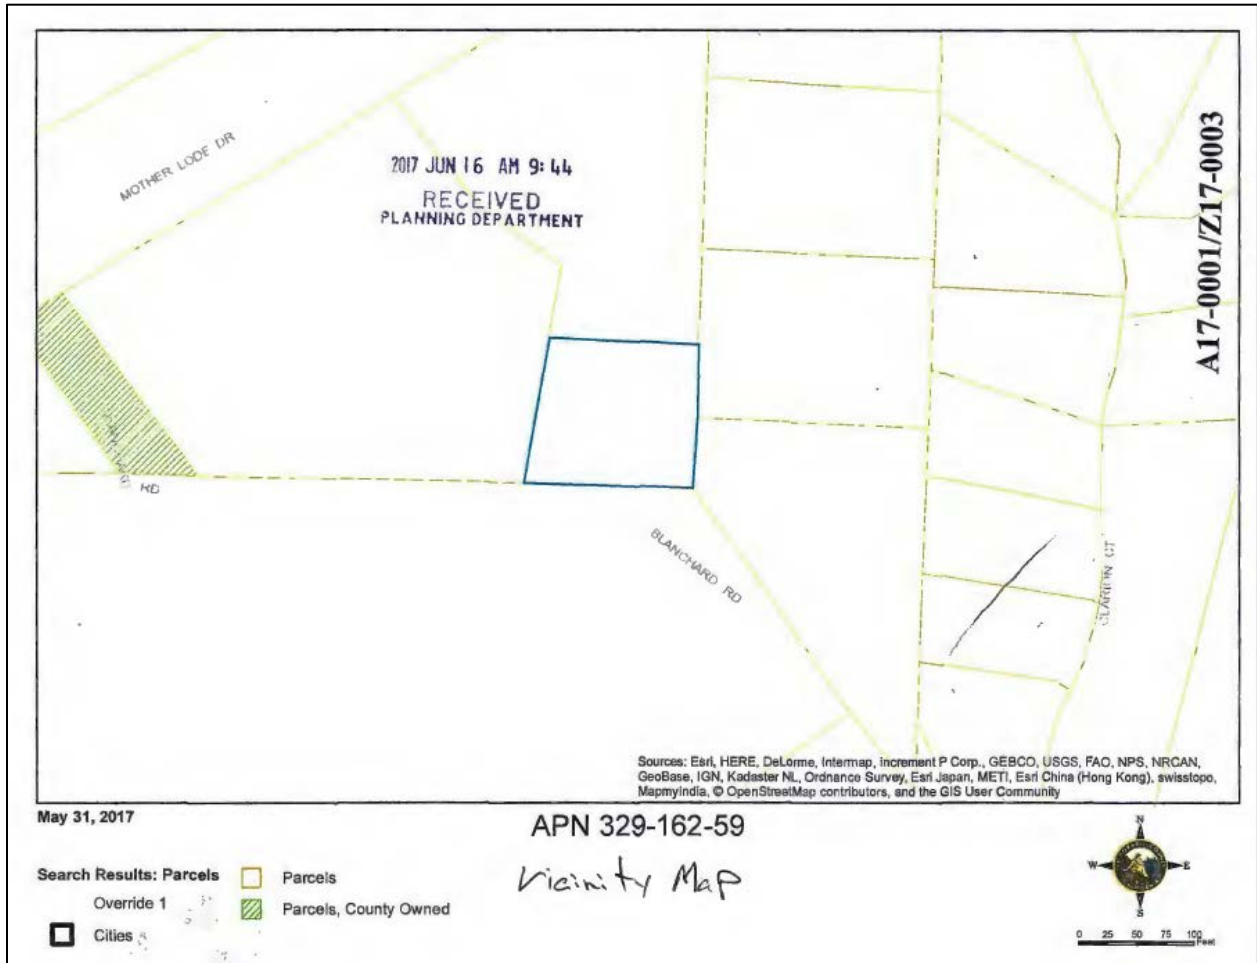 MOTHER LODE DR
2017 JUN 16 AM 9:44
RECEIVED
PLANNING DEPARTMENT
A17-0001/Z17-0003
RD
BLANCHARD RD
CLARION CT
Sources: Esri, HERE, DeLorme, Intermap, increment P Corp., GEBCO, USGS, FAO, NPS, NRCAN,
GeoBase, IGN, Kadaster NL, Ordnance Survey, Esri Japan, METI, Esri China (Hong Kong), swisstopo,
MapmyIndia, © OpenStreetMap contributors, and the GIS User Community
May 31, 2017
APN 329-162-59
Vicinity Map
Search Results: Parcels
Override 1
Cities
Parcels
Parcels, County Owned
N
W E
S
0 25 50 75 100
Feet